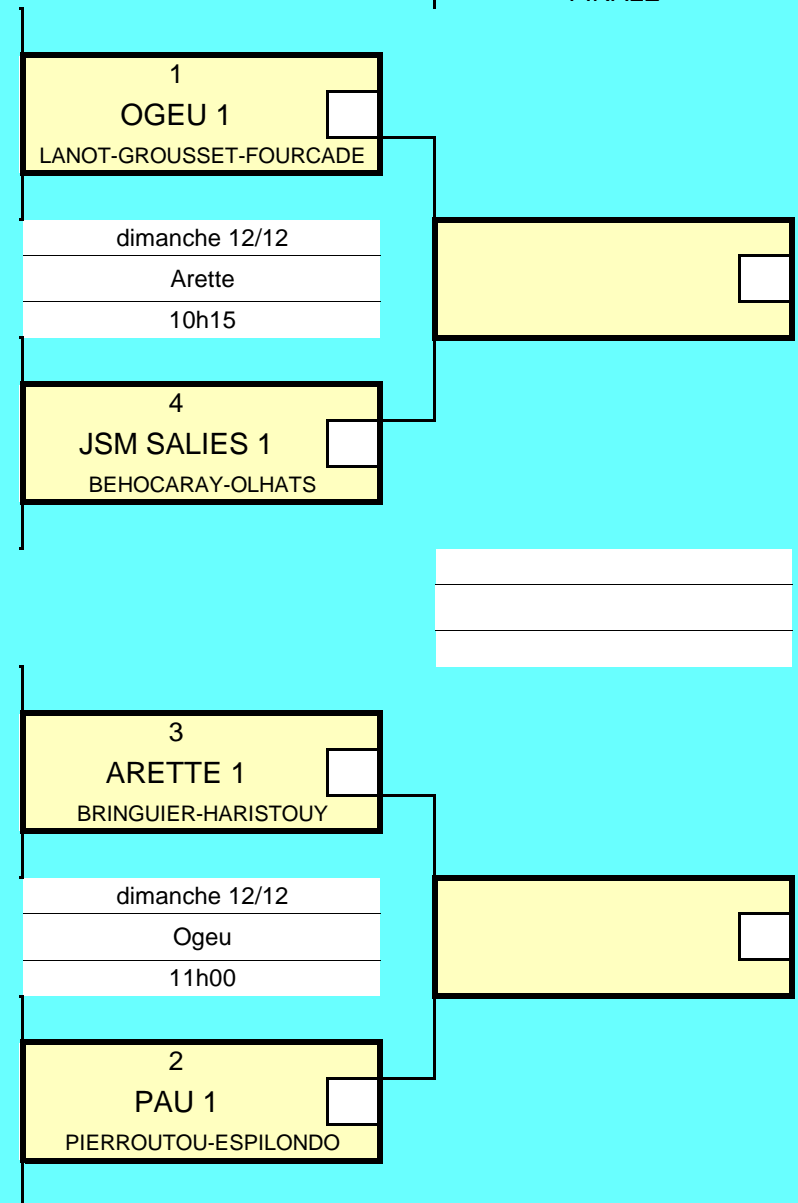 1
OGEU 1
LANOT-GROUSSET-FOURCADE
dimanche 12/12
Arette
10h15
4
JSM SALIES 1
BEHOCARAY-OLHATS
3
ARETTE 1
BRINGUIER-HARISTOUY
dimanche 12/12
Ogeu
11h00
2
PAU 1
PIERROUTOU-ESPILONDO